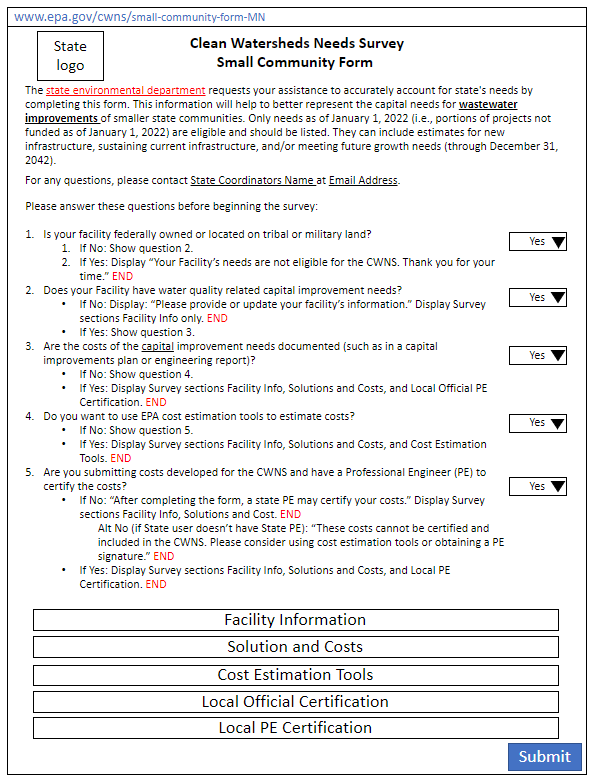 www.epa.gov/cwns/small-community-form-MN
State
logo
Clean Watersheds Needs Survey
Small Community Form
The state environmental department requests your assistance to accurately account for state's needs by
completing this form. This information will help to better represent the capital needs for wastewater
improvements of smaller state communities. Only needs as of January 1, 2022 (i.e., portions of projects not
funded as of January 1, 2022) are eligible and should be listed. They can include estimates for new
infrastructure, sustaining current infrastructure, and/or meeting future growth needs (through December 31,
2042).
For any questions, please contact State Coordinators Name at Email Address.
Please answer these questions before beginning the survey:
1. Is your facility federally owned or located on tribal or military land?
Yes
1. If No: Show question 2.
2. If Yes: Display “Your Facility’s needs are not eligible for the CWNS. Thank you for your
time.” END
2. Does your Facility have water quality related capital improvement needs?
Yes
• If No: Display: “Please provide or update your facility’s information.” Display Survey
sections Facility Info only. END
• If Yes: Show question 3.
3. Are the costs of the capital improvement needs documented (such as in a capital
improvements plan or engineering report)?
Yes
• If No: Show question 4.
• If Yes: Display Survey sections Facility Info, Solutions and Costs, and Local Official PE
Certification. END
4. Do you want to use EPA cost estimation tools to estimate costs?
Yes
• If No: Show question 5.
• If Yes: Display Survey sections Facility Info, Solutions and Costs, and Cost Estimation
Tools. END
5. Are you submitting costs developed for the CWNS and have a Professional Engineer (PE) to
certify the costs?
Yes
• If No: “After completing the form, a state PE may certify your costs.” Display Survey
sections Facility Info, Solutions and Cost. END
Alt No (if State user doesn’t have State PE): “These costs cannot be certified and
included in the CWNS. Please consider using cost estimation tools or obtaining a PE
signature.” END
• If Yes: Display Survey sections Facility Info, Solutions and Costs, and Local PE
Certification. END
Facility Information
Solution and Costs
Cost Estimation Tools
Local Official Certification
Local PE Certification
Submit